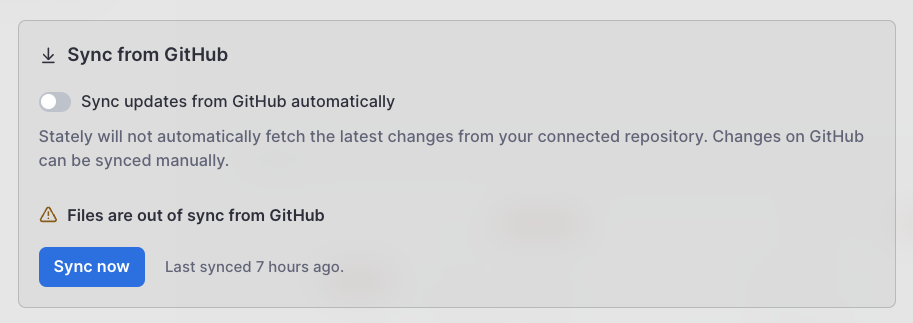 Sync from GitHub
Sync updates from GitHub automatically
Stately will not automatically fetch the latest changes from your connected repository. Changes on GitHub
can be synced manually.
Files are out of sync from GitHub
Sync now
Last synced 7 hours ago.